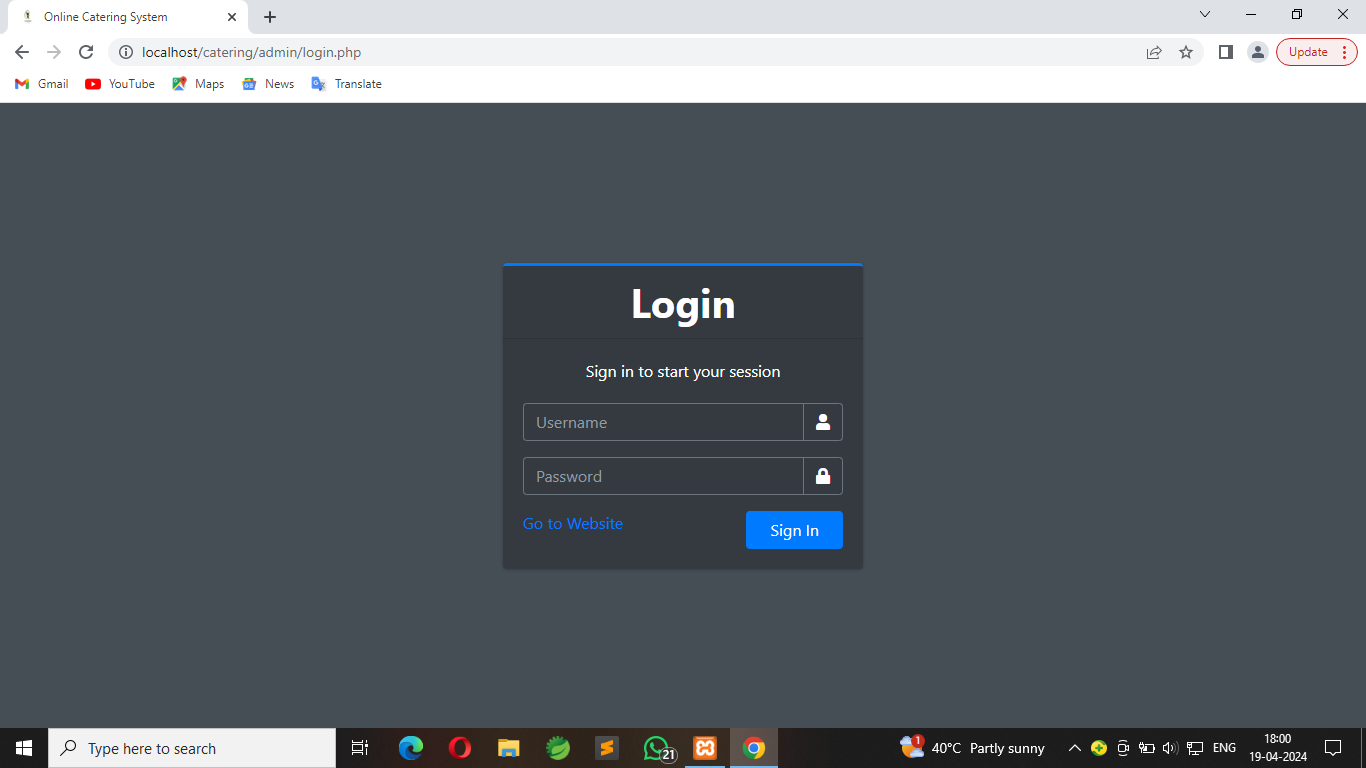 Online Catering System
localhost/catering/admin/login.php
Update
Gmail YouTube Maps News Translate
Login
Sign in to start your session
Username
Password
Go to Website
Sign In
Type here to search
21
1
40°C Partly sunny
ENG
18:00
19-04-2024